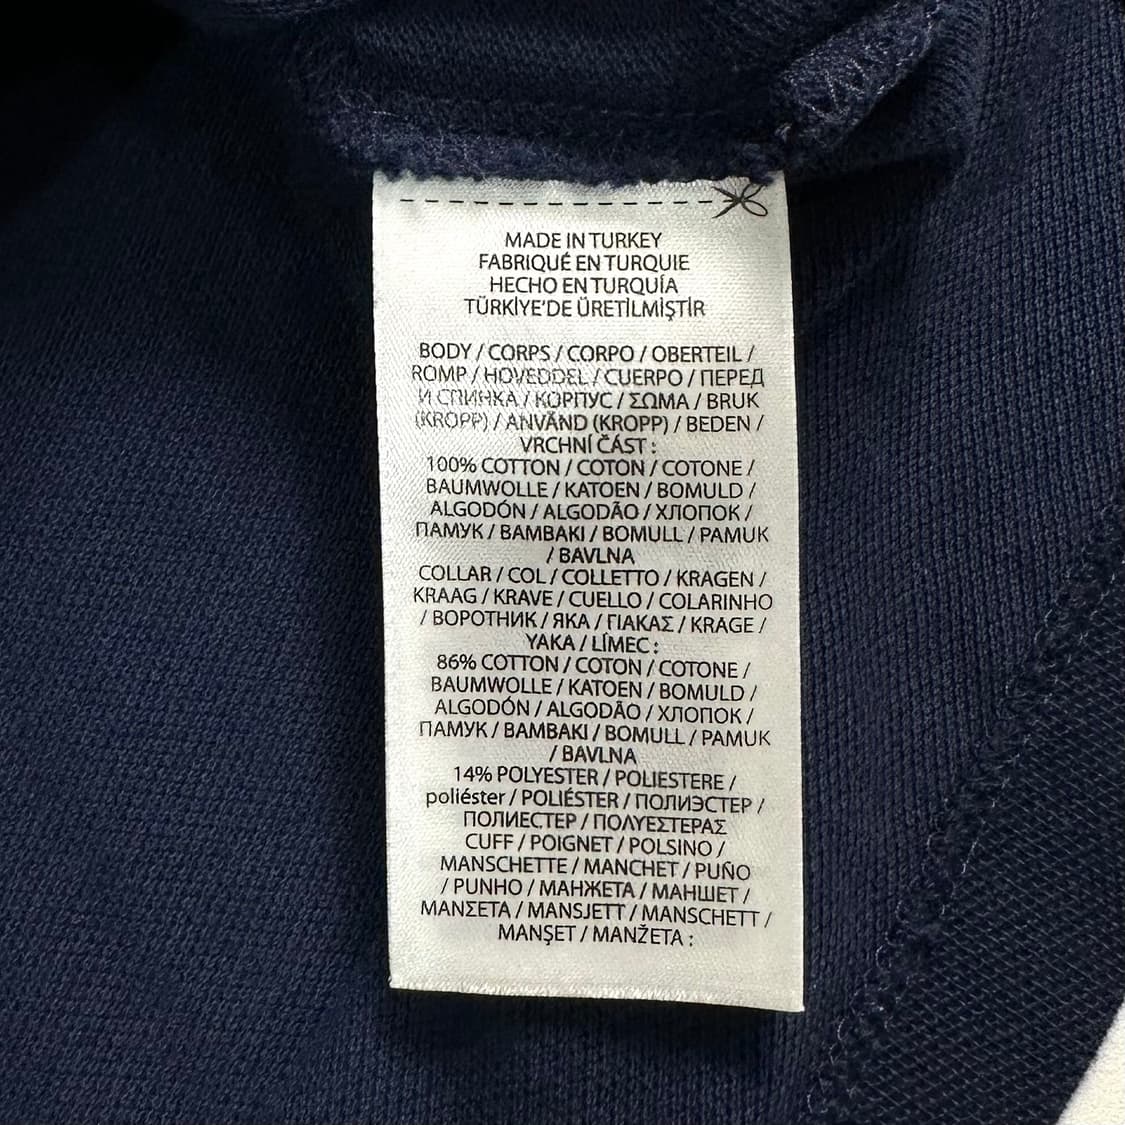 MADE IN TURKEY
FABRIQUÉ EN TURQUIE
HECHO EN TURQUÍA
TÜRKİYE'DE ÜRETİLMİŞTİR
BODY / CORPS / CORPO / OBERTEIL /
ROMP / HOVEDDEL / CUERPO / ПЕРЕД
И СПИНКА / КОРПУС / ΣΩΜΑ / BRUK
(KROPP) / ANVÄND (KROPP) / BEDEN /
VRCHNÍ ČÁST :
100% COTTON / COTON / COTONE /
BAUMWOLLE / KATOEN / BOMULD /
ALGODÓN / ALGODÃO / ХЛОПОК /
ПАМУК / BAMBAKI / BOMULL / PAMUK
/ BAVLNA
COLLAR / COL / COLLETTO / KRAGEN /
KRAAG / KRAVE / CUELLO / COLARINHO
/ ВОРОТНИК / ЯКА / ΓΙΑΚΑΣ / KRAGE /
YAKA / LÍMEC :
86% COTTON / COTON / COTONE /
BAUMWOLLE / KATOEN / BOMULD /
ALGODÓN / ALGODÃO / ХЛОПОК /
ПАМУК / BAMBAKI / BOMULL / PAMUK
/ BAVLNA
14% POLYESTER / POLIESTERE /
poliéster / POLIÉSTER / ПОЛИЭСТЕР /
ПОЛИЕСТЕР / ΠΟΛΥΕΣΤΕΡΑΣ
CUFF / POIGNET / POLSINO /
MANSCHETTE / MANCHET / PUÑO
/ PUNHO / МАНЖЕТА / МАНШЕТ /
ΜΑΝΣΕΤΑ / MANSJETT / MANSCHETT /
MANŞET / MANŽETA :